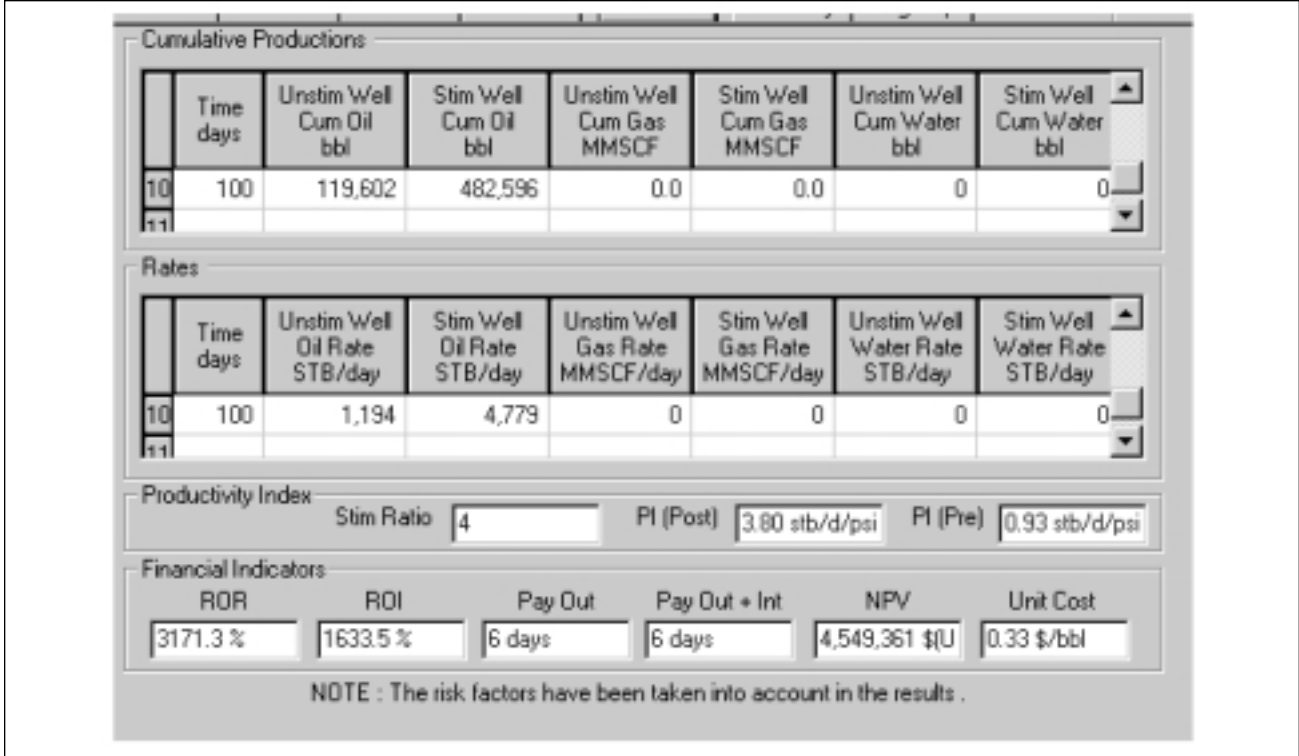 Cumulative Productions
Time days Unstim Well Cum Oil bbl Stim Well Cum Oil bbl Unstim Well Cum Gas MMSCF Stim Well Cum Gas MMSCF Unstim Well Cum Water bbl Stim Well Cum Water bbl
10 100 119,602 482,596 0.0 0.0 0 0
11
Rates
Time days Unstim Well Oil Rate STB/day Stim Well Oil Rate STB/day Unstim Well Gas Rate MMSCF/day Stim Well Gas Rate MMSCF/day Unstim Well Water Rate STB/day Stim Well Water Rate STB/day
10 100 1,194 4,779 0 0 0 0
11
Productivity Index
Stim Ratio 4 PI (Post) 3.80 stb/d/psi PI (Pre) 0.93 stb/d/psi
Financial Indicators
ROR ROI Pay Out Pay Out + Int NPV Unit Cost
3171.3 % 1633.5 % 6 days 6 days 4,549,361 $(U 0.33 $/bbl
NOTE : The risk factors have been taken into account in the results .